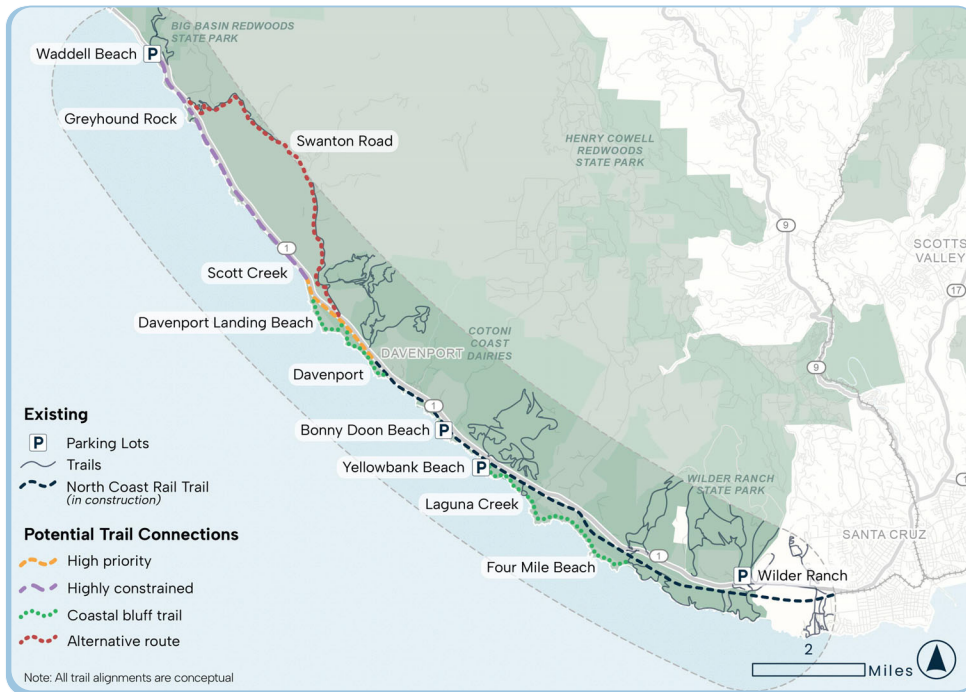 BIG BASIN REDWOODS
STATE PARK
Waddell Beach
P
Greyhound Rock
Swanton Road
HENRY COWELL
REDWOODS
STATE PARK
9
SCOTTS
VALLEY
1
17
Scott Creek
Davenport Landing Beach
COTONI
COAST
DAIRIES
DAVENPORT
9
Davenport
1
Bonny Doon Beach
P
Yellowbank Beach
P
WILDER RANCH
STATE PARK
Laguna Creek
1
SANTA CRUZ
Four Mile Beach
1
P
Wilder Ranch
Existing
P
Parking Lots
Trails
North Coast Rail Trail
(in construction)
Potential Trail Connections
High priority
Highly constrained
Coastal bluff trail
Alternative route
Note: All trail alignments are conceptual
2
Miles